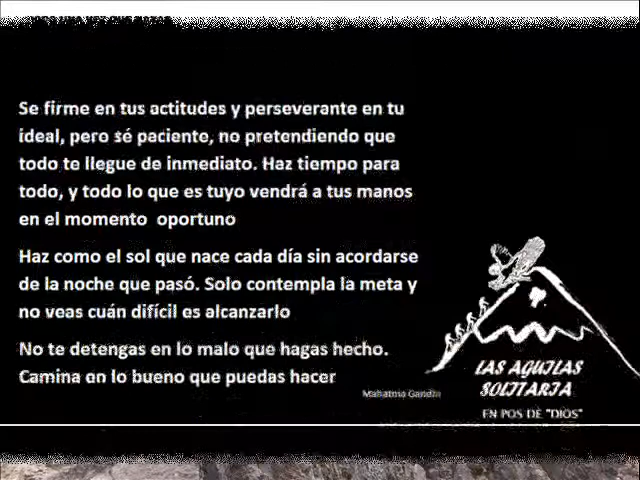 Se firme en tus actitudes y perseverante en tu
ideal, pero sé paciente, no pretendiendo que
todo te llegue de inmediato. Haz tiempo para
todo, y todo lo que es tuyo vendrá a tus manos
en el momento oportuno
Haz como el sol que nace cada día sin acordarse
de la noche que pasó. Solo contempla la meta y
no veas cuán difícil es alcanzarlo
No te detengas en lo malo que hagas hecho.
Camina en lo bueno que puedas hacer
Mahatma Gandhi
LAS AGUILAS
SOLITARIA
EN POS DE "DIOS"